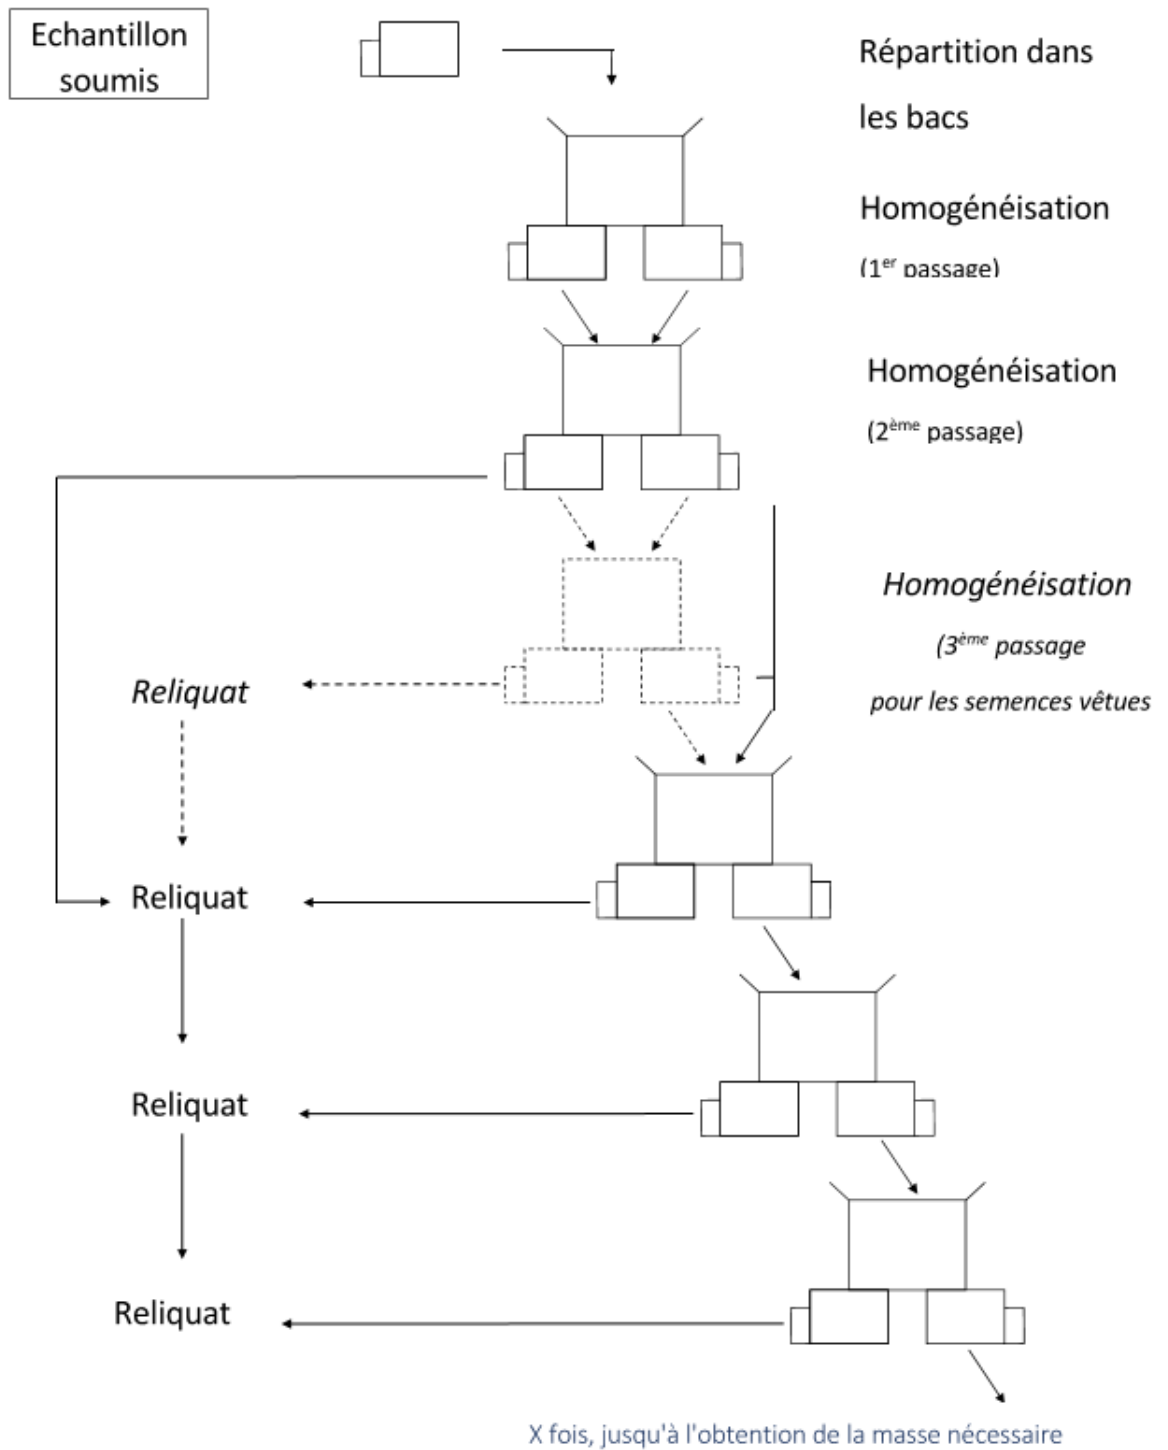 Echantillon
soumis
Répartition dans
les bacs
Homogénéisation
(1er passage)
Homogénéisation
(2ème passage)
Homogénéisation
(3ème passage
pour les semences vêtues
Reliquat
Reliquat
Reliquat
Reliquat
X fois, jusqu'à l'obtention de la masse nécessaire